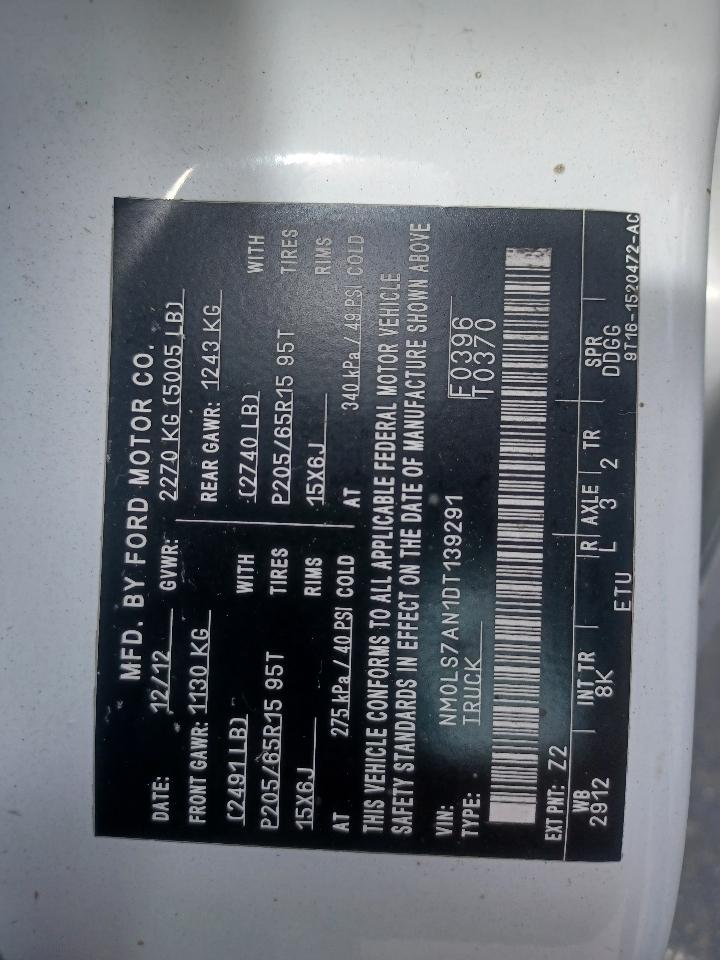 MFD. BY FORD MOTOR CO.
DATE: 12/12 GVWR: 2270 KG (5005 LB)
FRONT GAWR: 1130 KG REAR GAWR: 1243 KG
(2491 LB) WITH (2740 LB) WITH
P205/65R15 95T TIRES P205/65R15 95T TIRES
15X6J RIMS 15X6J RIMS
AT 275 kPa / 40 PSI COLD AT 340 kPa / 49 PSI COLD
THIS VEHICLE CONFORMS TO ALL APPLICABLE FEDERAL MOTOR VEHICLE
SAFETY STANDARDS IN EFFECT ON THE DATE OF MANUFACTURE SHOWN ABOVE
VIN: NM0LS7AN1DT139291 F0396
TYPE: TRUCK T0370
EXT PNT: Z2
WB INT TR R AXLE TR SPR
2912 8K L 3 2 DDGG
ETU 9T16-1520472-AC